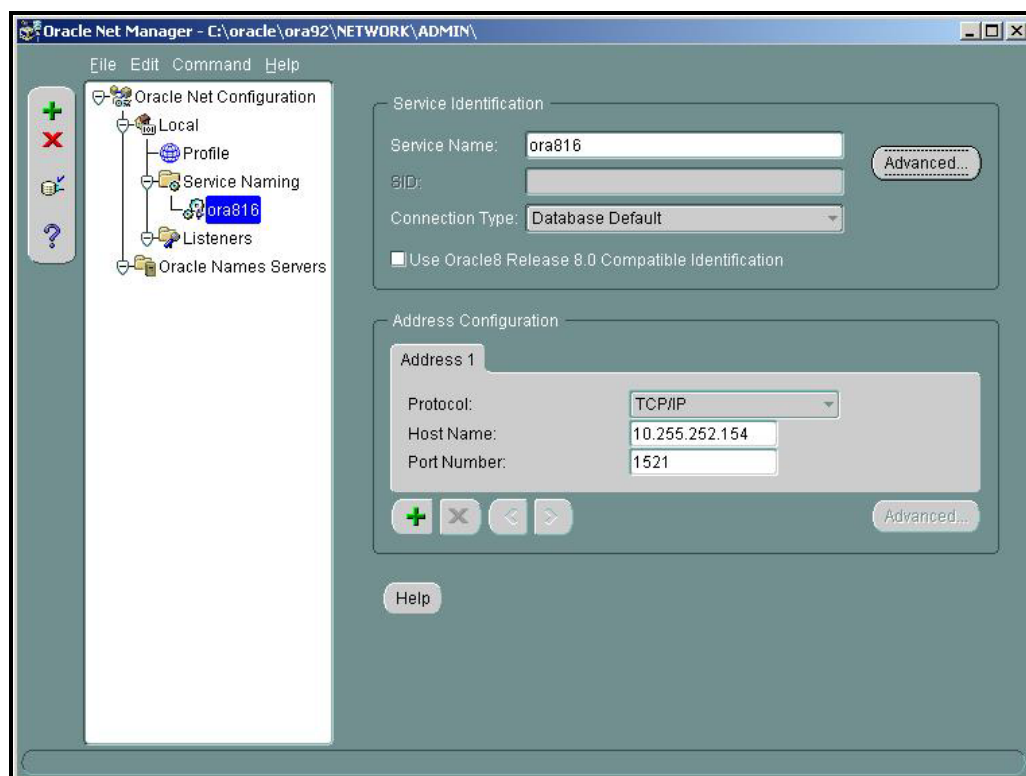 Oracle Net Manager - C:\oracle\ora92\NETWORK\ADMIN\
File Edit Command Help
Oracle Net Configuration
Local
Profile
Service Naming
ora816
Listeners
Oracle Names Servers
Service Identification
Service Name: ora816
Advanced...
SID:
Connection Type: Database Default
Use Oracle8 Release 8.0 Compatible Identification
Address Configuration
Address 1
Protocol: TCP/IP
Host Name: 10.255.252.154
Port Number: 1521
Advanced...
Help